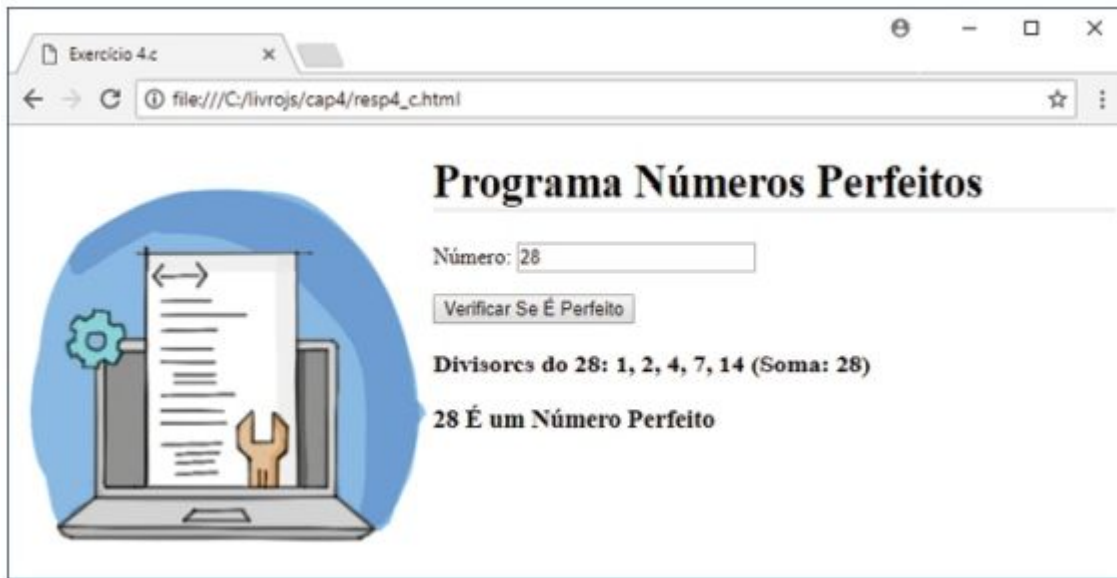 Exercício 4.c
file:///C:/livrojs/cap4/resp4_c.html
Programa Números Perfeitos
Número: 28
Verificar Se É Perfeito
Divisores do 28: 1, 2, 4, 7, 14 (Soma: 28)
28 É um Número Perfeito